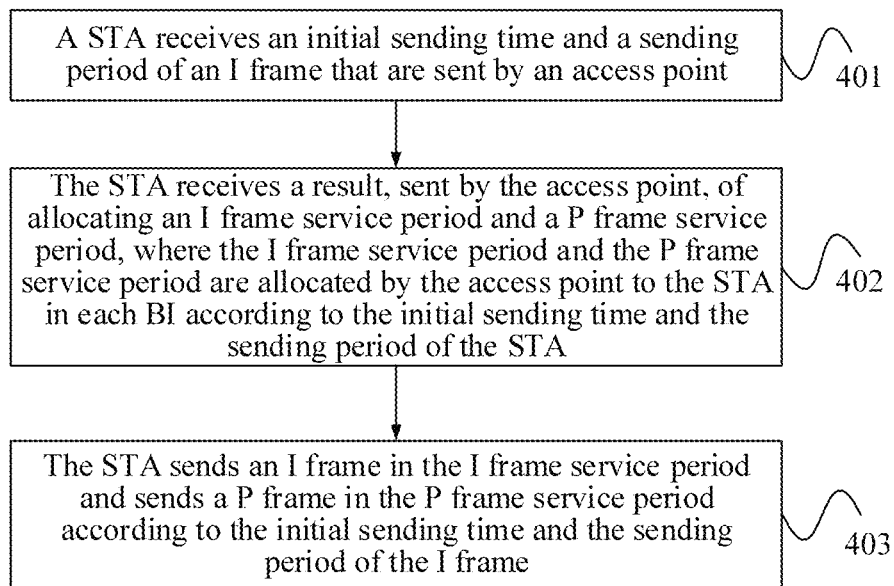 A STA receives an initial sending time and a sending
period of an I frame that are sent by an access point
401
The STA receives a result, sent by the access point, of
allocating an I frame service period and a P frame service
period, where the I frame service period and the P frame
service period are allocated by the access point to the STA
in each BI according to the initial sending time and the
sending period of the STA
402
The STA sends an I frame in the I frame service period
and sends a P frame in the P frame service period
according to the initial sending time and the sending
period of the I frame
403